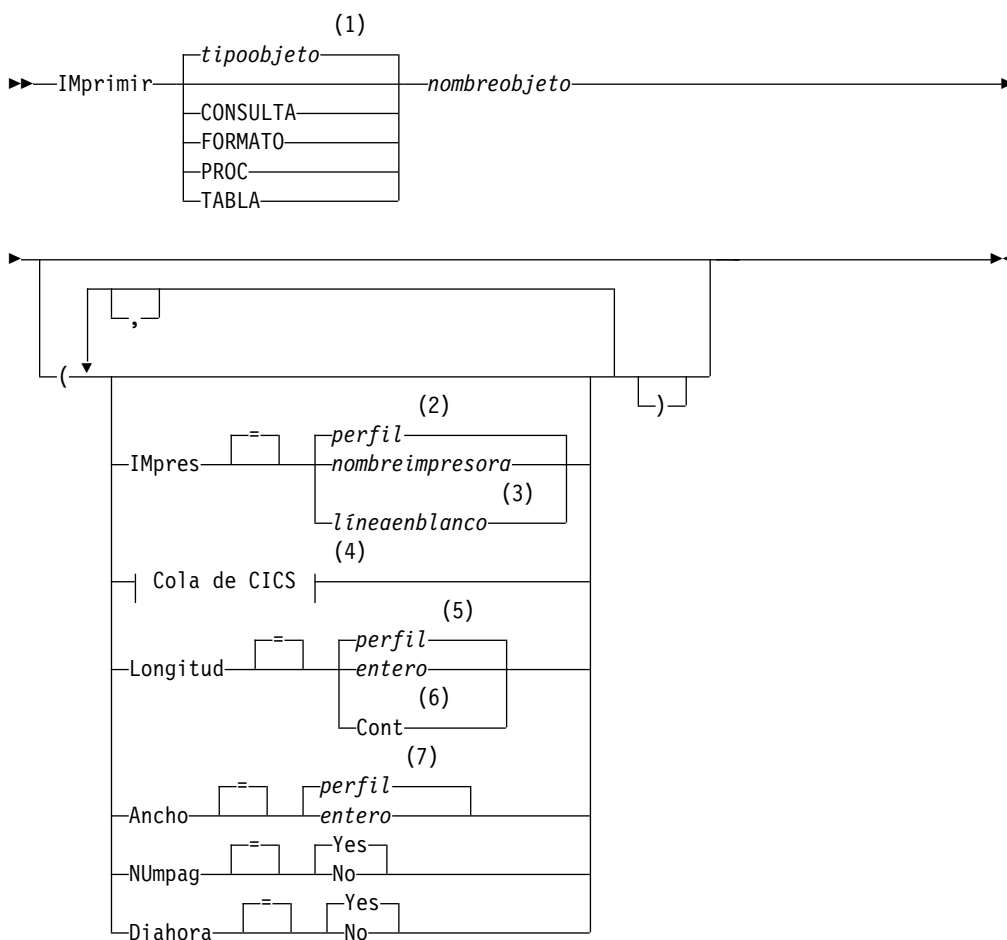 (1)
tipoobjeto
IMprimir nombreobjeto
CONSULTA
FORMATO
PROC
TABLA
,
( )
(2)
= perfil
IMpres nombreimpresora
(3)
líneaenblanco
(4)
Cola de CICS
(5)
= perfil
Longitud entero
(6)
Cont
(7)
= perfil
Ancho entero
= Yes
NUmpag No
= Yes
Diahora No